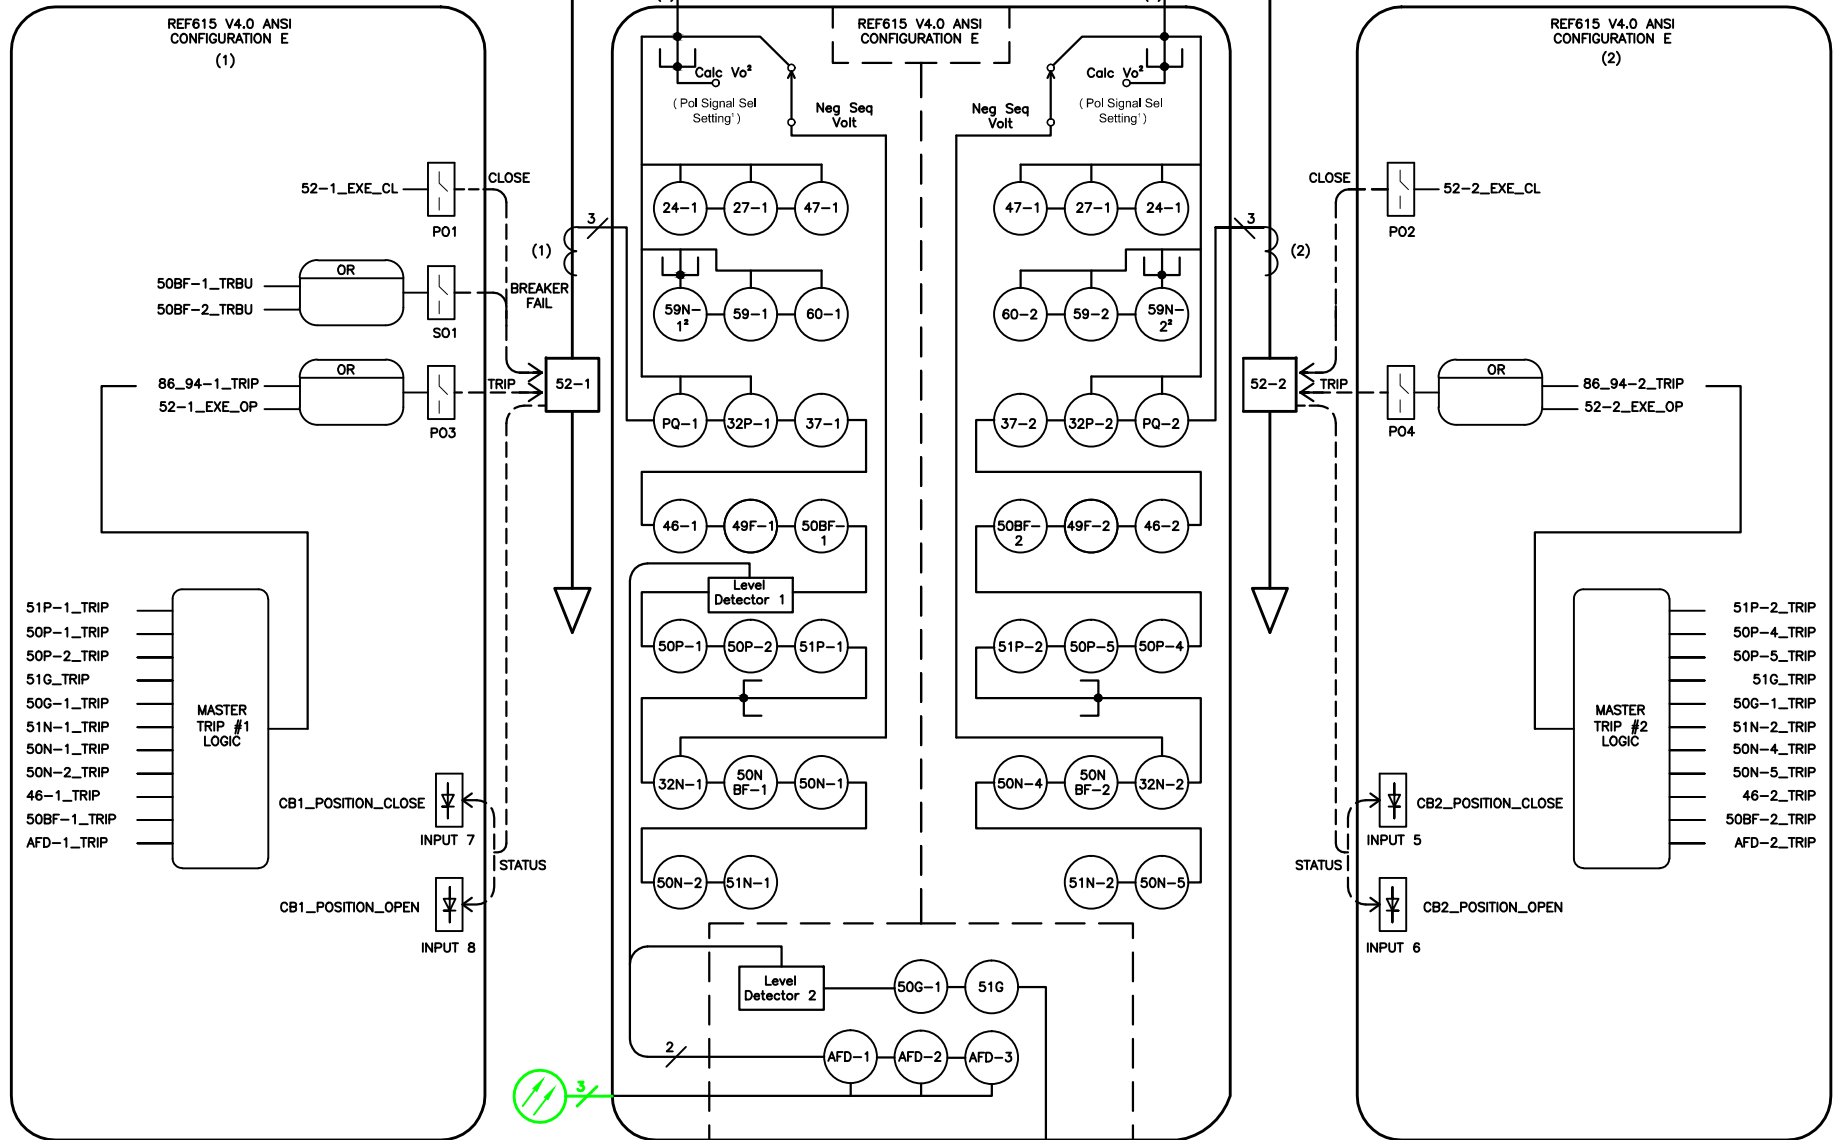 REF615 V4.0 ANSI
CONFIGURATION E
(1)
52-1_EXE_CL
PO1
CLOSE
50BF-1_TRBU
50BF-2_TRBU
OR
SO1
BREAKER
FAIL
86_94-1_TRIP
52-1_EXE_OP
OR
PO3
TRIP
52-1
(1)
3
51P-1_TRIP
50P-1_TRIP
50P-2_TRIP
51G_TRIP
50G-1_TRIP
51N-1_TRIP
50N-1_TRIP
50N-2_TRIP
46-1_TRIP
50BF-1_TRIP
AFD-1_TRIP
MASTER
TRIP #1
LOGIC
CB1_POSITION_CLOSE
INPUT 7
STATUS
CB1_POSITION_OPEN
INPUT 8
REF615 V4.0 ANSI
CONFIGURATION E
Calc Vo²
( Pol Signal Sel
Setting¹ )
Neg Seq
Volt
Neg Seq
Volt
Calc Vo²
( Pol Signal Sel
Setting¹ )
24-1
27-1
47-1
47-1
27-1
24-1
59N-
1²
59-1
60-1
60-2
59-2
59N-
2²
PQ-1
32P-1
37-1
37-2
32P-2
PQ-2
46-1
49F-1
50BF-
1
50BF-
2
49F-2
46-2
Level
Detector 1
50P-1
50P-2
51P-1
51P-2
50P-5
50P-4
32N-1
50N
BF-1
50N-1
50N-4
50N
BF-2
32N-2
50N-2
51N-1
51N-2
50N-5
Level
Detector 2
50G-1
51G
2
AFD-1
AFD-2
AFD-3
3
REF615 V4.0 ANSI
CONFIGURATION E
(2)
3
(2)
CLOSE
PO2
52-2_EXE_CL
52-2
TRIP
PO4
OR
86_94-2_TRIP
52-2_EXE_OP
MASTER
TRIP #2
LOGIC
51P-2_TRIP
50P-4_TRIP
50P-5_TRIP
51G_TRIP
50G-1_TRIP
51N-2_TRIP
50N-4_TRIP
50N-5_TRIP
46-2_TRIP
50BF-2_TRIP
AFD-2_TRIP
CB2_POSITION_CLOSE
INPUT 5
STATUS
CB2_POSITION_OPEN
INPUT 6